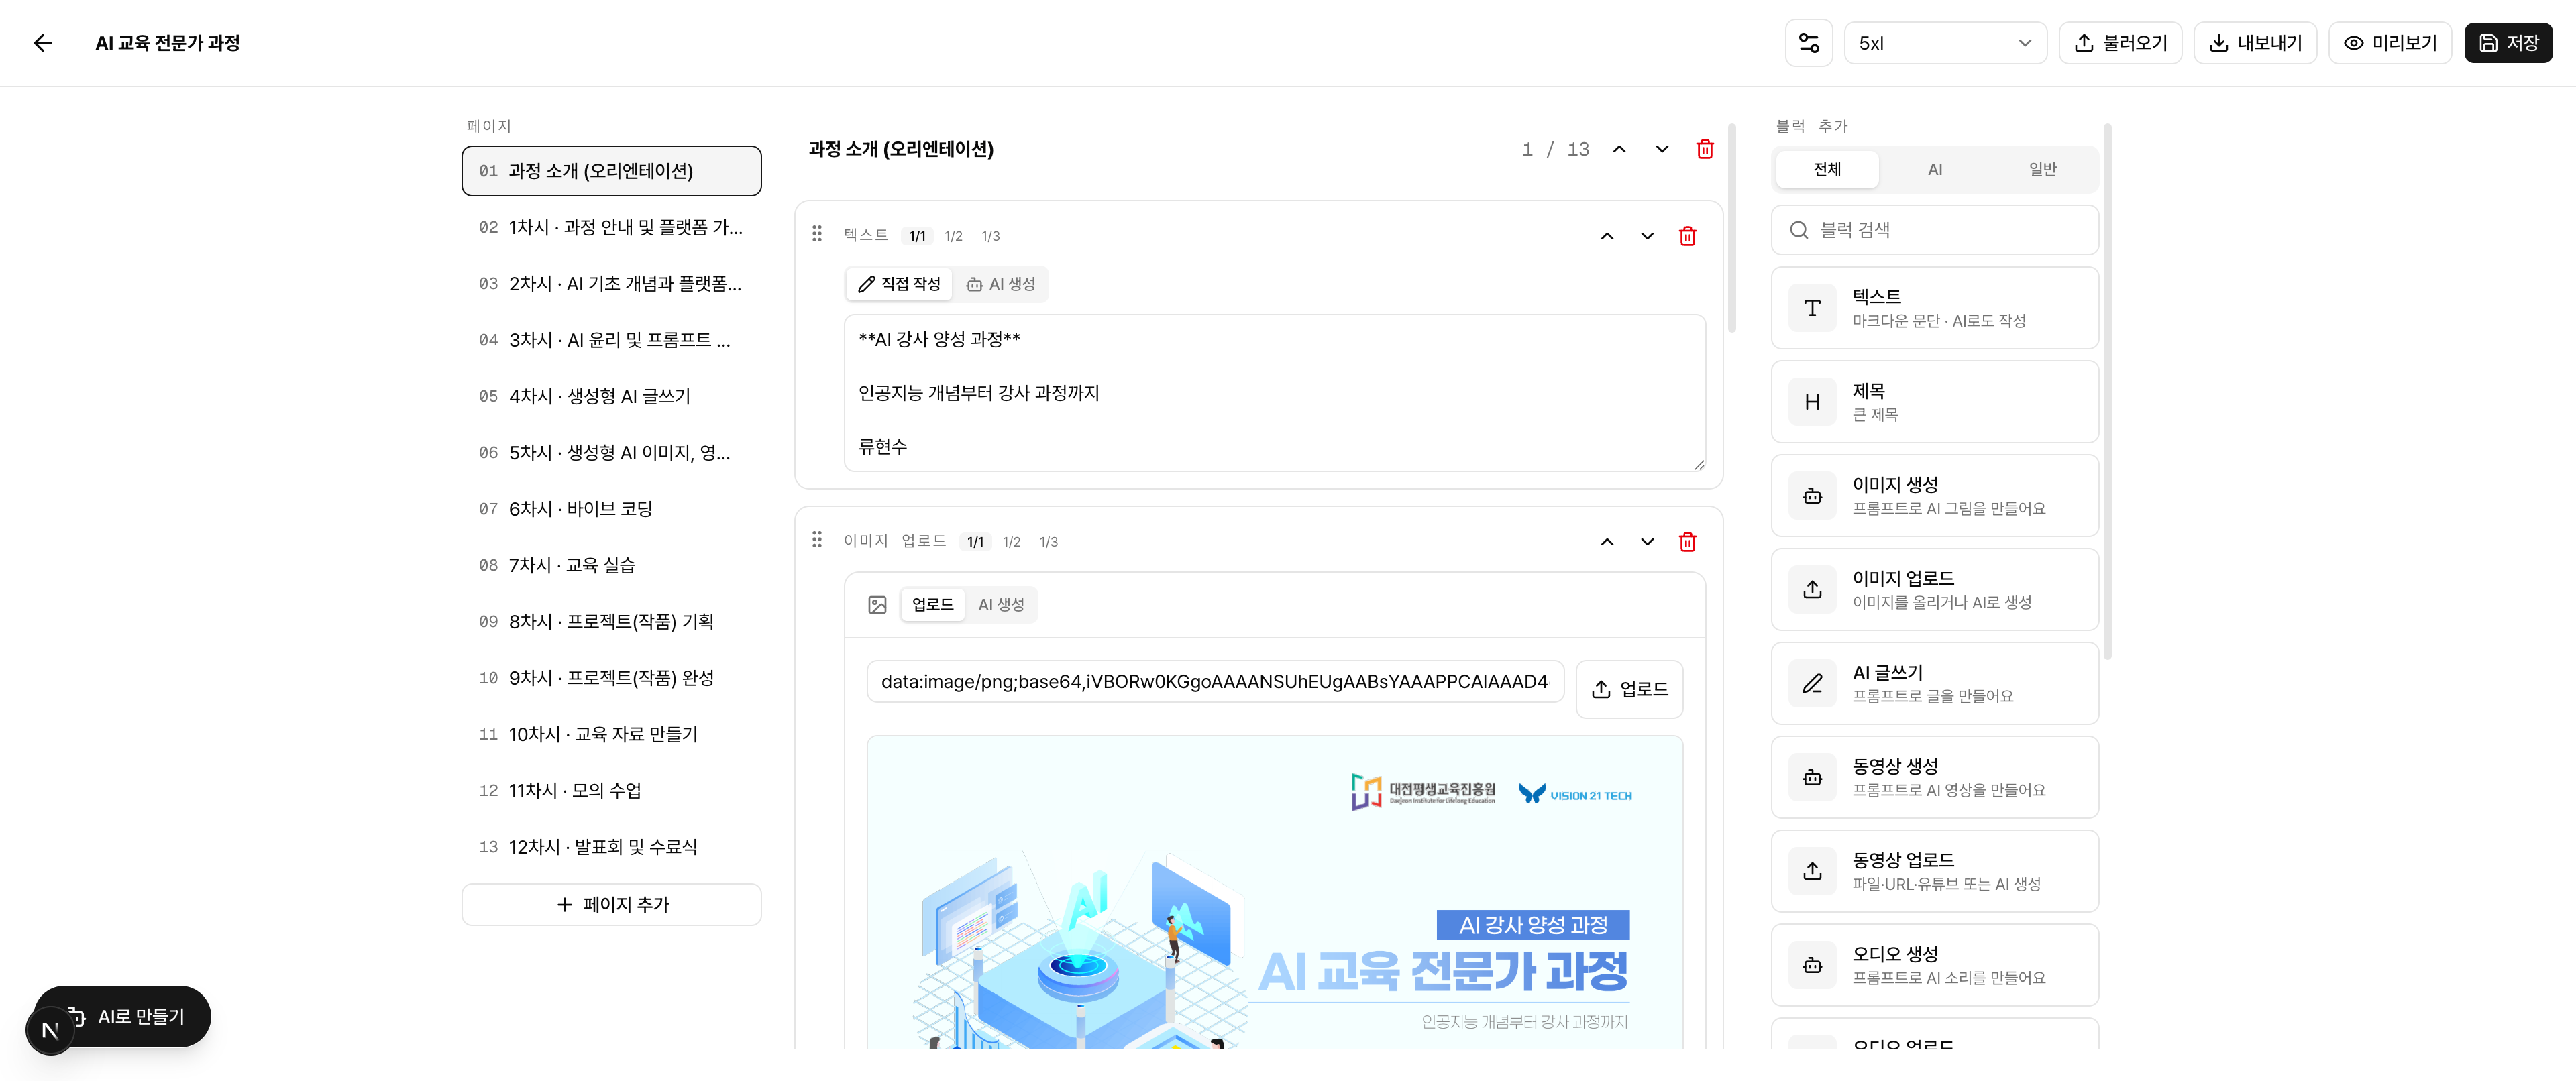 AI 교육 전문가 과정
5xl
불러오기
내보내기
미리보기
저장
페이지
01 과정 소개 (오리엔테이션)
02 1차시 · 과정 안내 및 플랫폼 가...
03 2차시 · AI 기초 개념과 플랫폼...
04 3차시 · AI 윤리 및 프롬프트 ...
05 4차시 · 생성형 AI 글쓰기
06 5차시 · 생성형 AI 이미지, 영...
07 6차시 · 바이브 코딩
08 7차시 · 교육 실습
09 8차시 · 프로젝트(작품) 기획
10 9차시 · 프로젝트(작품) 완성
11 10차시 · 교육 자료 만들기
12 11차시 · 모의 수업
13 12차시 · 발표회 및 수료식
+ 페이지 추가
AI로 만들기
N
과정 소개 (오리엔테이션)
1 / 13
텍스트 1/1 1/2 1/3
직접 작성 AI 생성
**AI 강사 양성 과정**
인공지능 개념부터 강사 과정까지
류현수
이미지 업로드 1/1 1/2 1/3
업로드 AI 생성
data:image/png;base64,iVBORw0KGgoAAAANSUhEUgAABsYAAAPPCAIAAAD4
업로드
대전평생교육진흥원
Daejeon Institute for Lifelong Education
VISION 21 TECH
AI
AI 강사 양성 과정
AI 교육 전문가 과정
인공지능 개념부터 강사 과정까지
블럭 추가
전체 AI 일반
블럭 검색
T
텍스트
마크다운 문단 · AI로도 작성
H
제목
큰 제목
이미지 생성
프롬프트로 AI 그림을 만들어요
이미지 업로드
이미지를 올리거나 AI로 생성
AI 글쓰기
프롬프트로 글을 만들어요
동영상 생성
프롬프트로 AI 영상을 만들어요
동영상 업로드
파일·URL·유튜브 또는 AI 생성
오디오 생성
프롬프트로 AI 소리를 만들어요
오디오 업로드